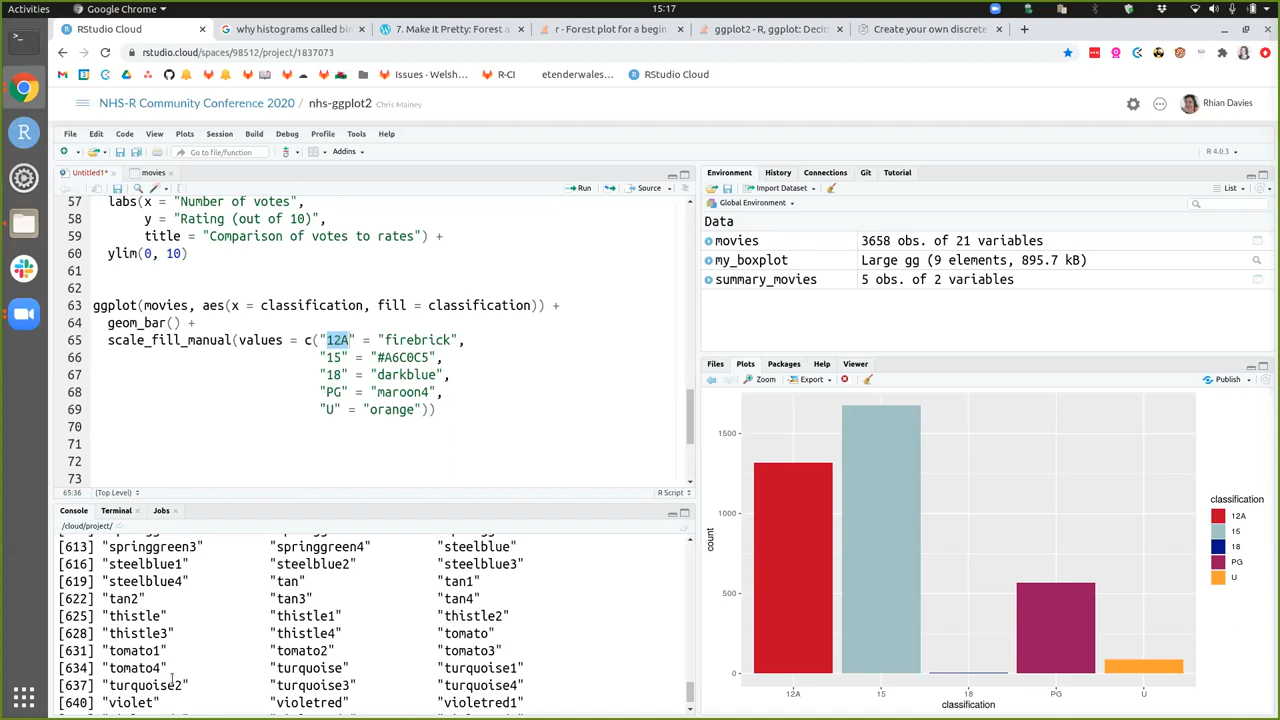 Activities
Google Chrome
15:17
RStudio Cloud
why histograms called bin
7. Make It Pretty: Forest a
r - Forest plot for a begin
ggplot2 - R, ggplot: Decim
Create your own discrete
rstudio.cloud/spaces/98512/project/1837073
Issues · Welsh...
R-CI
etenderwales...
RStudio Cloud
NHS-R Community Conference 2020 / nhs-ggplot2 Chris Mainey
Rhian Davies
File Edit Code View Plots Session Build Debug Profile Tools Help
Go to file/function
Addins
R 4.0.3
Untitled1*
movies
Run
Source
57 labs(x = "Number of votes",
58 y = "Rating (out of 10)",
59 title = "Comparison of votes to rates") +
60 ylim(0, 10)
61
62
63 ggplot(movies, aes(x = classification, fill = classification)) +
64 geom_bar() +
65 scale_fill_manual(values = c("12A" = "firebrick",
66 "15" = "#A6C0C5",
67 "18" = "darkblue",
68 "PG" = "maroon4",
69 "U" = "orange"))
70
71
72
73
65:36 (Top Level)
R Script
Console Terminal Jobs
/cloud/project/
[613] "springgreen3" "springgreen4" "steelblue"
[616] "steelblue1" "steelblue2" "steelblue3"
[619] "steelblue4" "tan" "tan1"
[622] "tan2" "tan3" "tan4"
[625] "thistle" "thistle1" "thistle2"
[628] "thistle3" "thistle4" "tomato"
[631] "tomato1" "tomato2" "tomato3"
[634] "tomato4" "turquoise" "turquoise1"
[637] "turquoise2" "turquoise3" "turquoise4"
[640] "violet" "violetred" "violetred1"
Environment History Connections Git Tutorial
Import Dataset
List
Global Environment
Data
movies 3658 obs. of 21 variables
my_boxplot Large gg (9 elements, 895.7 kB)
summary_movies 5 obs. of 2 variables
Files Plots Packages Help Viewer
Zoom Export
Publish
1500
1000
500
0
count
12A 15 18 PG U
classification
classification
12A
15
18
PG
U